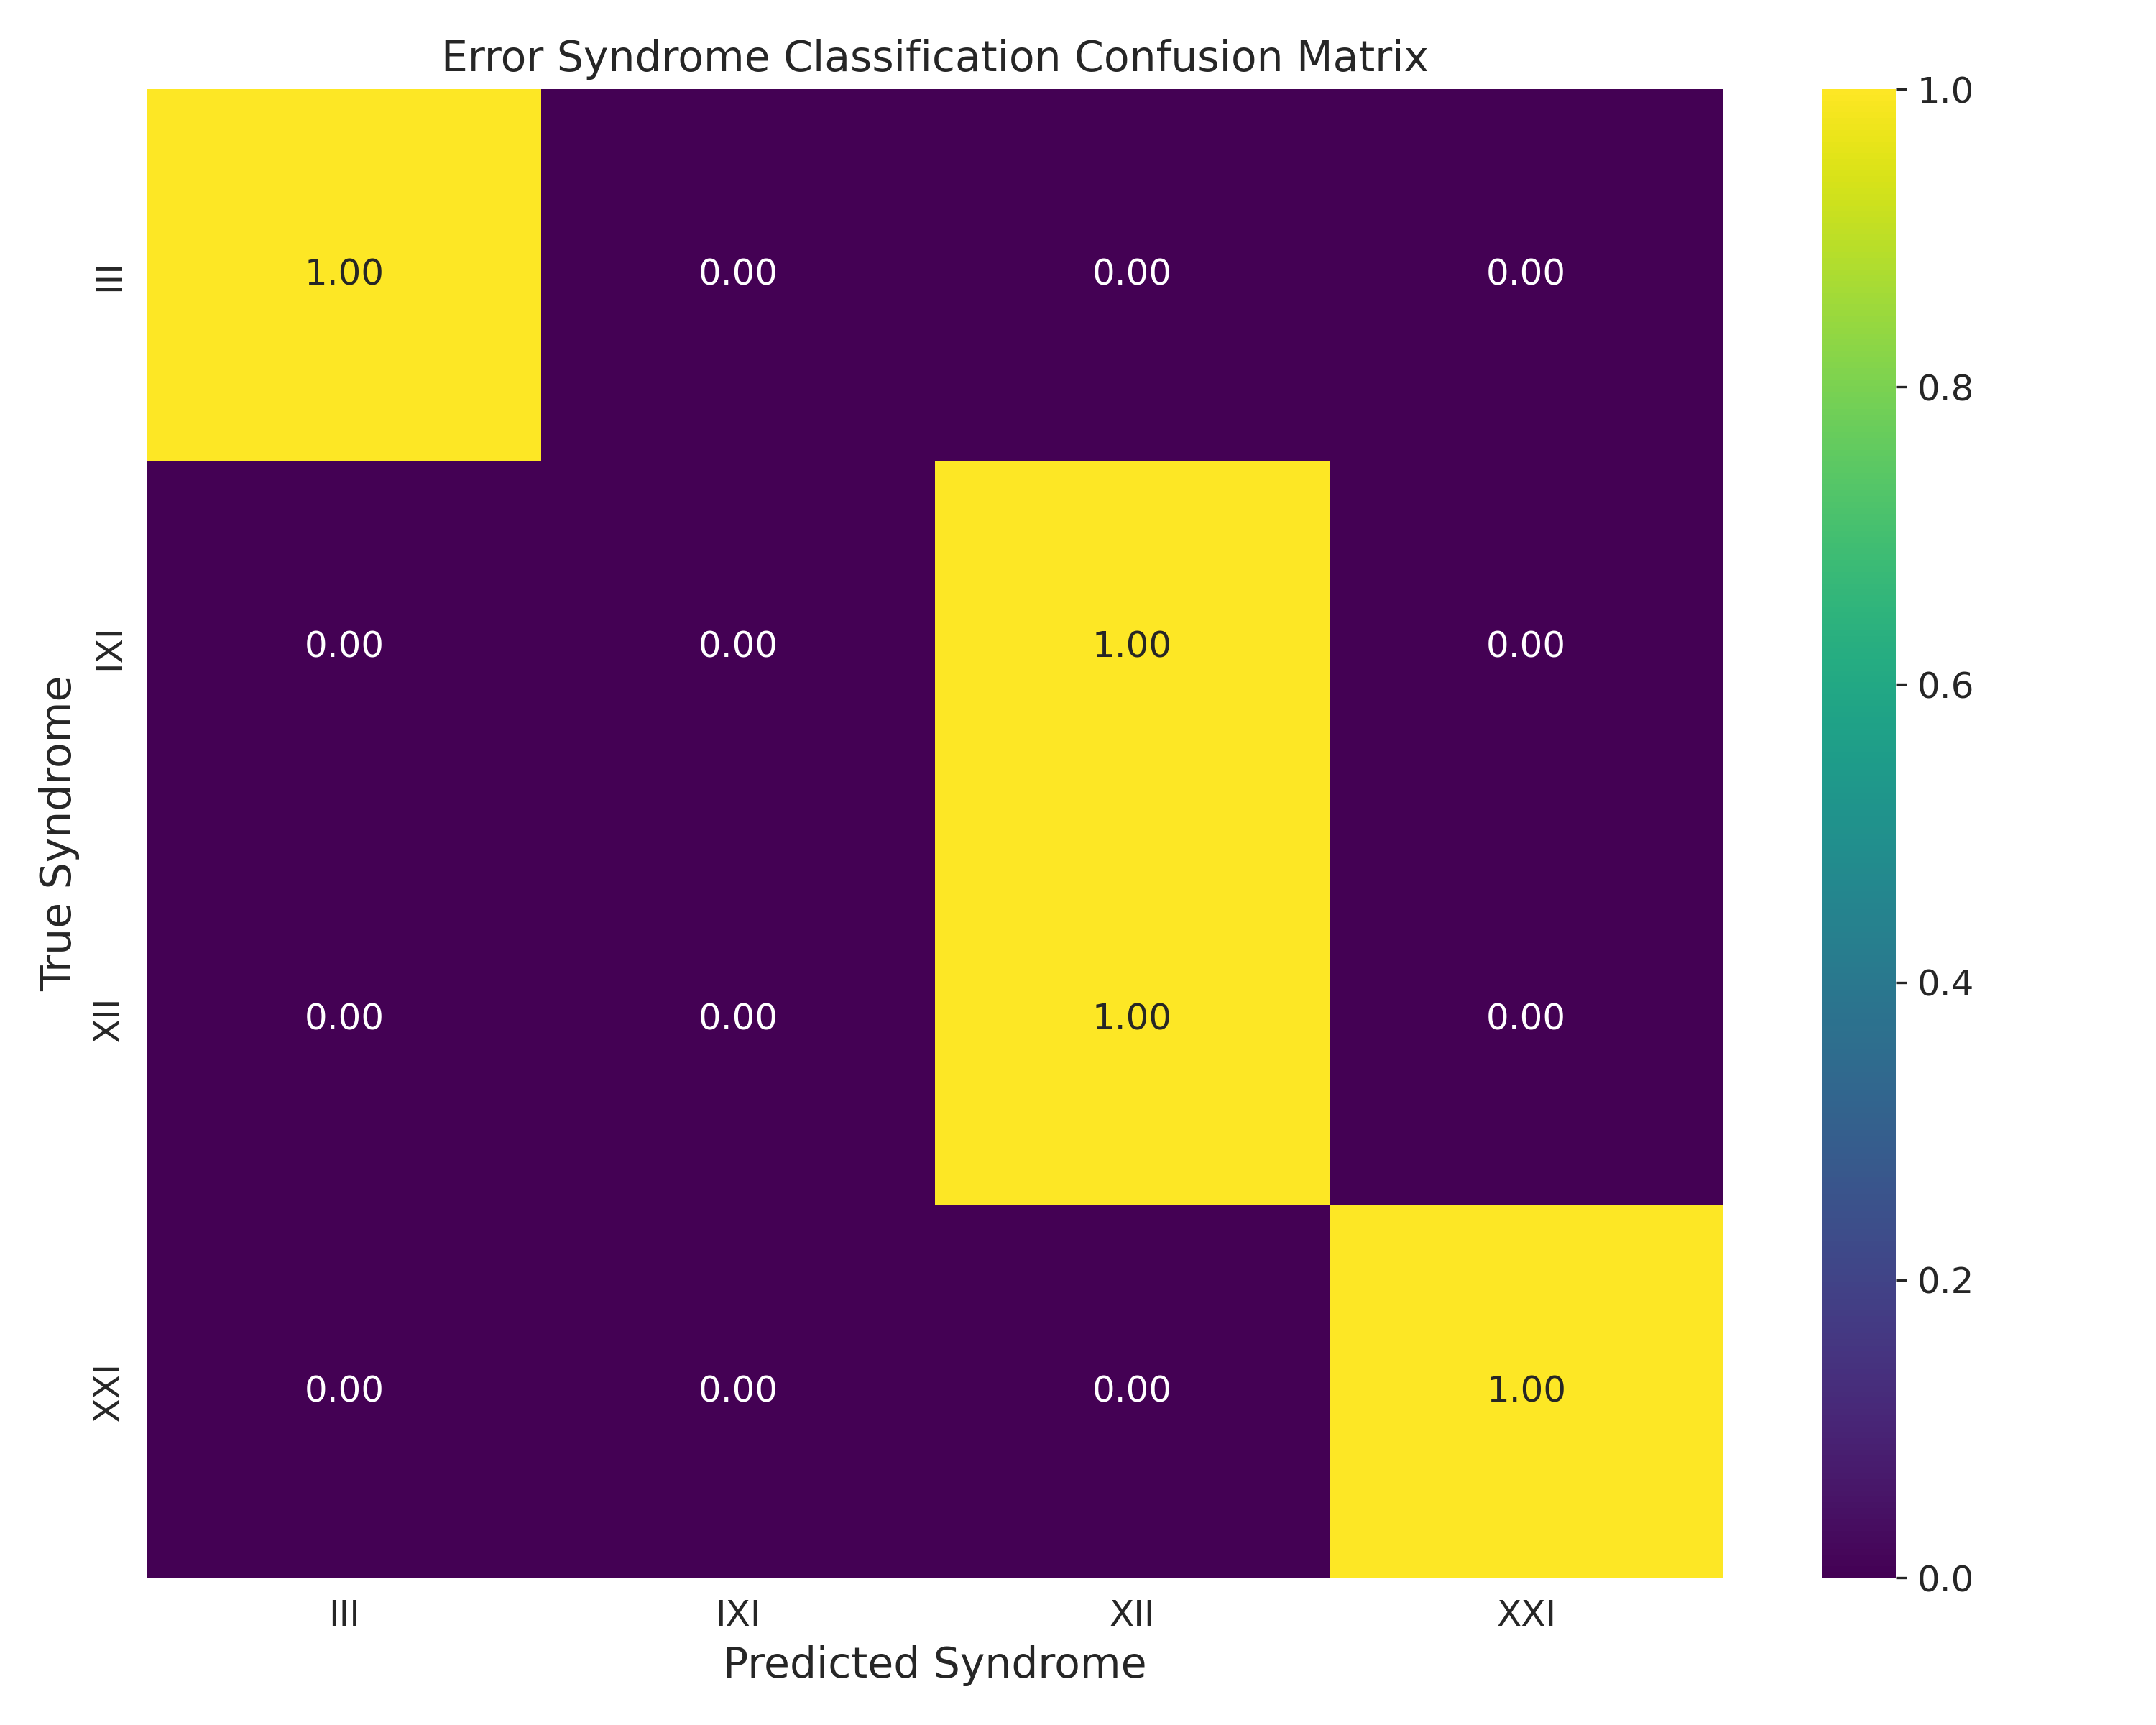 Error Syndrome Classification Confusion Matrix
True Syndrome
III
1.00 0.00 0.00 0.00
IXI
0.00 0.00 1.00 0.00
XII
0.00 0.00 1.00 0.00
XXI
0.00 0.00 0.00 1.00
III IXI XII XXI
Predicted Syndrome
1.0
0.8
0.6
0.4
0.2
0.0